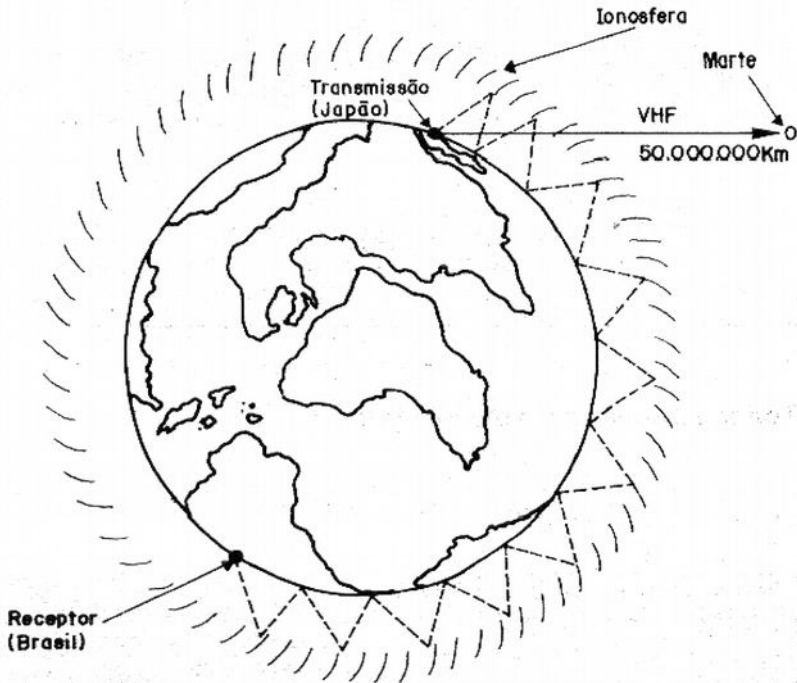 Ionosfera
Marte
Transmissão
(Japão)
VHF
50.000.000Km
Receptor
(Brasil)